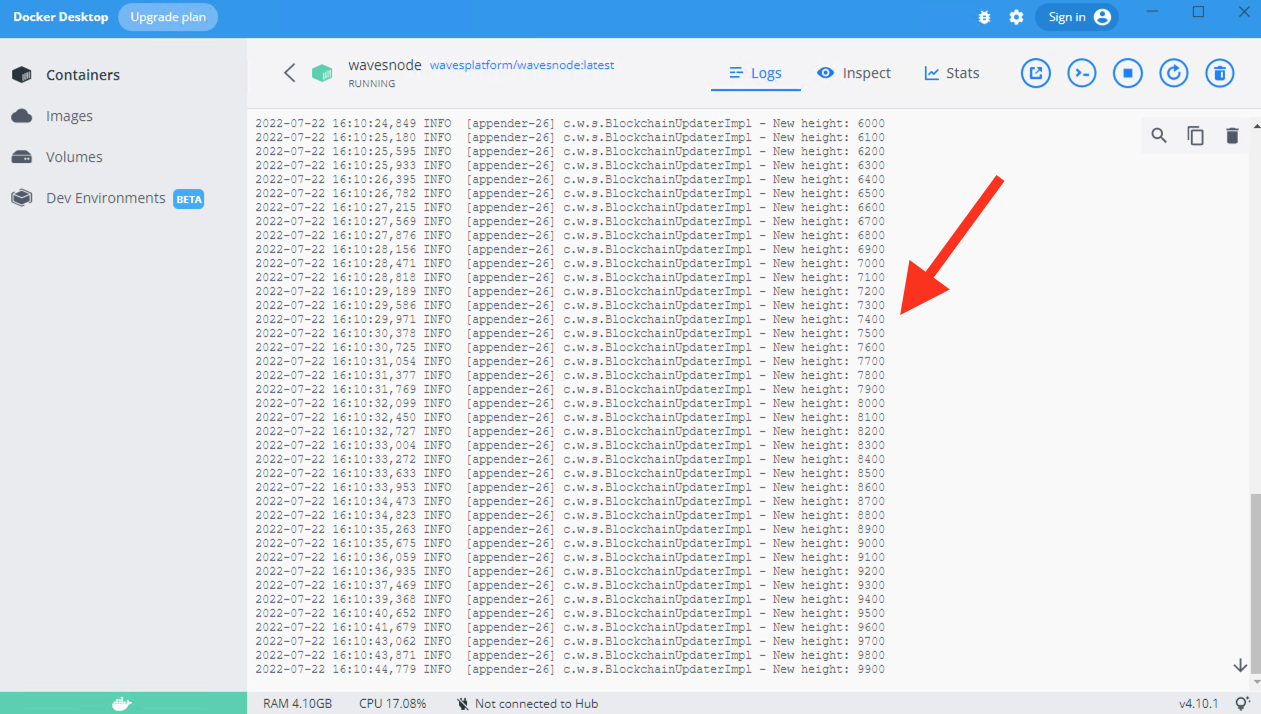 Docker Desktop Upgrade plan Sign in
Containers
Images
Volumes
Dev Environments BETA
wavesnode wavesplatform/wavesnode:latest
RUNNING
Logs Inspect Stats
2022-07-22 16:10:24,849 INFO [appender-26] c.w.s.BlockchainUpdaterImpl - New height: 6000
2022-07-22 16:10:25,180 INFO [appender-26] c.w.s.BlockchainUpdaterImpl - New height: 6100
2022-07-22 16:10:25,595 INFO [appender-26] c.w.s.BlockchainUpdaterImpl - New height: 6200
2022-07-22 16:10:25,933 INFO [appender-26] c.w.s.BlockchainUpdaterImpl - New height: 6300
2022-07-22 16:10:26,395 INFO [appender-26] c.w.s.BlockchainUpdaterImpl - New height: 6400
2022-07-22 16:10:26,782 INFO [appender-26] c.w.s.BlockchainUpdaterImpl - New height: 6500
2022-07-22 16:10:27,215 INFO [appender-26] c.w.s.BlockchainUpdaterImpl - New height: 6600
2022-07-22 16:10:27,569 INFO [appender-26] c.w.s.BlockchainUpdaterImpl - New height: 6700
2022-07-22 16:10:27,876 INFO [appender-26] c.w.s.BlockchainUpdaterImpl - New height: 6800
2022-07-22 16:10:28,156 INFO [appender-26] c.w.s.BlockchainUpdaterImpl - New height: 6900
2022-07-22 16:10:28,471 INFO [appender-26] c.w.s.BlockchainUpdaterImpl - New height: 7000
2022-07-22 16:10:28,818 INFO [appender-26] c.w.s.BlockchainUpdaterImpl - New height: 7100
2022-07-22 16:10:29,189 INFO [appender-26] c.w.s.BlockchainUpdaterImpl - New height: 7200
2022-07-22 16:10:29,586 INFO [appender-26] c.w.s.BlockchainUpdaterImpl - New height: 7300
2022-07-22 16:10:29,971 INFO [appender-26] c.w.s.BlockchainUpdaterImpl - New height: 7400
2022-07-22 16:10:30,378 INFO [appender-26] c.w.s.BlockchainUpdaterImpl - New height: 7500
2022-07-22 16:10:30,725 INFO [appender-26] c.w.s.BlockchainUpdaterImpl - New height: 7600
2022-07-22 16:10:31,054 INFO [appender-26] c.w.s.BlockchainUpdaterImpl - New height: 7700
2022-07-22 16:10:31,377 INFO [appender-26] c.w.s.BlockchainUpdaterImpl - New height: 7800
2022-07-22 16:10:31,769 INFO [appender-26] c.w.s.BlockchainUpdaterImpl - New height: 7900
2022-07-22 16:10:32,099 INFO [appender-26] c.w.s.BlockchainUpdaterImpl - New height: 8000
2022-07-22 16:10:32,450 INFO [appender-26] c.w.s.BlockchainUpdaterImpl - New height: 8100
2022-07-22 16:10:32,727 INFO [appender-26] c.w.s.BlockchainUpdaterImpl - New height: 8200
2022-07-22 16:10:33,004 INFO [appender-26] c.w.s.BlockchainUpdaterImpl - New height: 8300
2022-07-22 16:10:33,272 INFO [appender-26] c.w.s.BlockchainUpdaterImpl - New height: 8400
2022-07-22 16:10:33,633 INFO [appender-26] c.w.s.BlockchainUpdaterImpl - New height: 8500
2022-07-22 16:10:33,953 INFO [appender-26] c.w.s.BlockchainUpdaterImpl - New height: 8600
2022-07-22 16:10:34,473 INFO [appender-26] c.w.s.BlockchainUpdaterImpl - New height: 8700
2022-07-22 16:10:34,823 INFO [appender-26] c.w.s.BlockchainUpdaterImpl - New height: 8800
2022-07-22 16:10:35,263 INFO [appender-26] c.w.s.BlockchainUpdaterImpl - New height: 8900
2022-07-22 16:10:35,675 INFO [appender-26] c.w.s.BlockchainUpdaterImpl - New height: 9000
2022-07-22 16:10:36,059 INFO [appender-26] c.w.s.BlockchainUpdaterImpl - New height: 9100
2022-07-22 16:10:36,935 INFO [appender-26] c.w.s.BlockchainUpdaterImpl - New height: 9200
2022-07-22 16:10:37,469 INFO [appender-26] c.w.s.BlockchainUpdaterImpl - New height: 9300
2022-07-22 16:10:39,368 INFO [appender-26] c.w.s.BlockchainUpdaterImpl - New height: 9400
2022-07-22 16:10:40,652 INFO [appender-26] c.w.s.BlockchainUpdaterImpl - New height: 9500
2022-07-22 16:10:41,679 INFO [appender-26] c.w.s.BlockchainUpdaterImpl - New height: 9600
2022-07-22 16:10:43,062 INFO [appender-26] c.w.s.BlockchainUpdaterImpl - New height: 9700
2022-07-22 16:10:43,871 INFO [appender-26] c.w.s.BlockchainUpdaterImpl - New height: 9800
2022-07-22 16:10:44,779 INFO [appender-26] c.w.s.BlockchainUpdaterImpl - New height: 9900
RAM 4.10GB CPU 17.08% Not connected to Hub v4.10.1